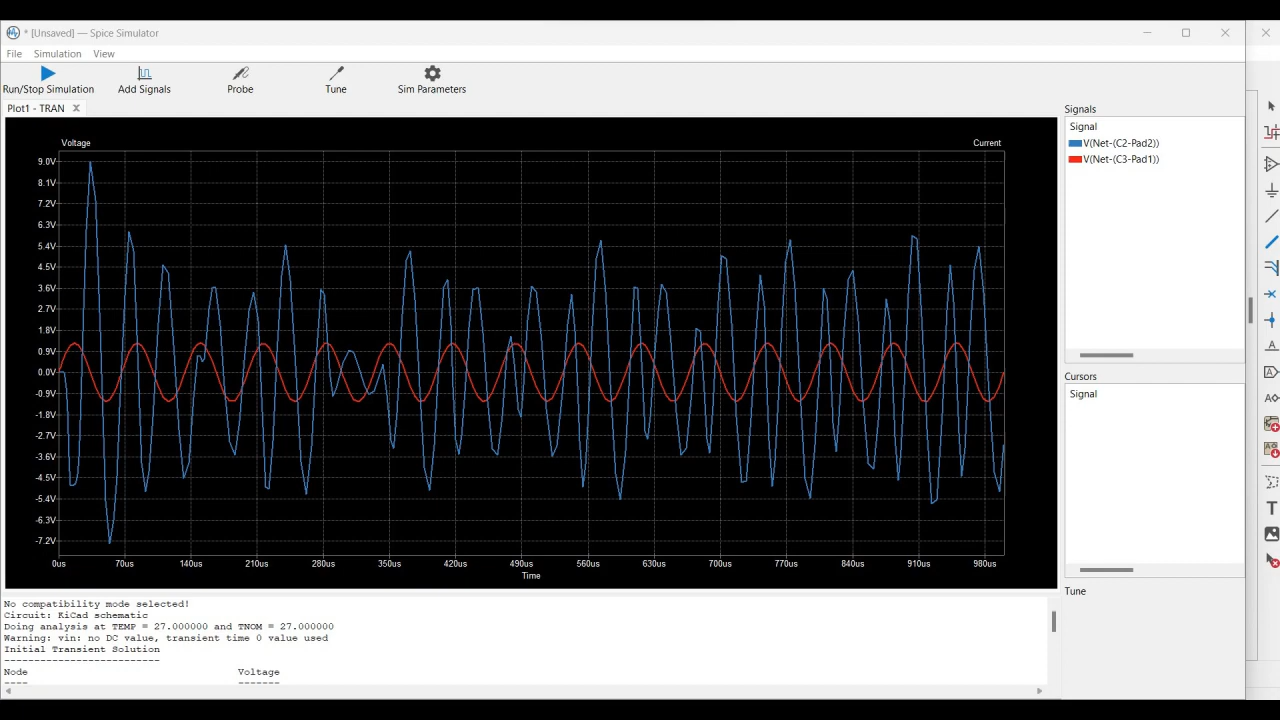 * [Unsaved] — Spice Simulator
File Simulation View
Run/Stop Simulation Add Signals Probe Tune Sim Parameters
Plot1 - TRAN
Voltage Current
9.0V
8.1V
7.2V
6.3V
5.4V
4.5V
3.6V
2.7V
1.8V
0.9V
0.0V
-0.9V
-1.8V
-2.7V
-3.6V
-4.5V
-5.4V
-6.3V
-7.2V
0us 70us 140us 210us 280us 350us 420us 490us 560us 630us 700us 770us 840us 910us 980us
Time
Signals
Signal
V(Net-(C2-Pad2))
V(Net-(C3-Pad1))
Cursors
Signal
Tune
No compatibility mode selected!
Circuit: KiCad schematic
Doing analysis at TEMP = 27.000000 and TNOM = 27.000000
Warning: vin: no DC value, transient time 0 value used
Initial Transient Solution
--------------------------
Node Voltage
---- -------
A
A
A
T